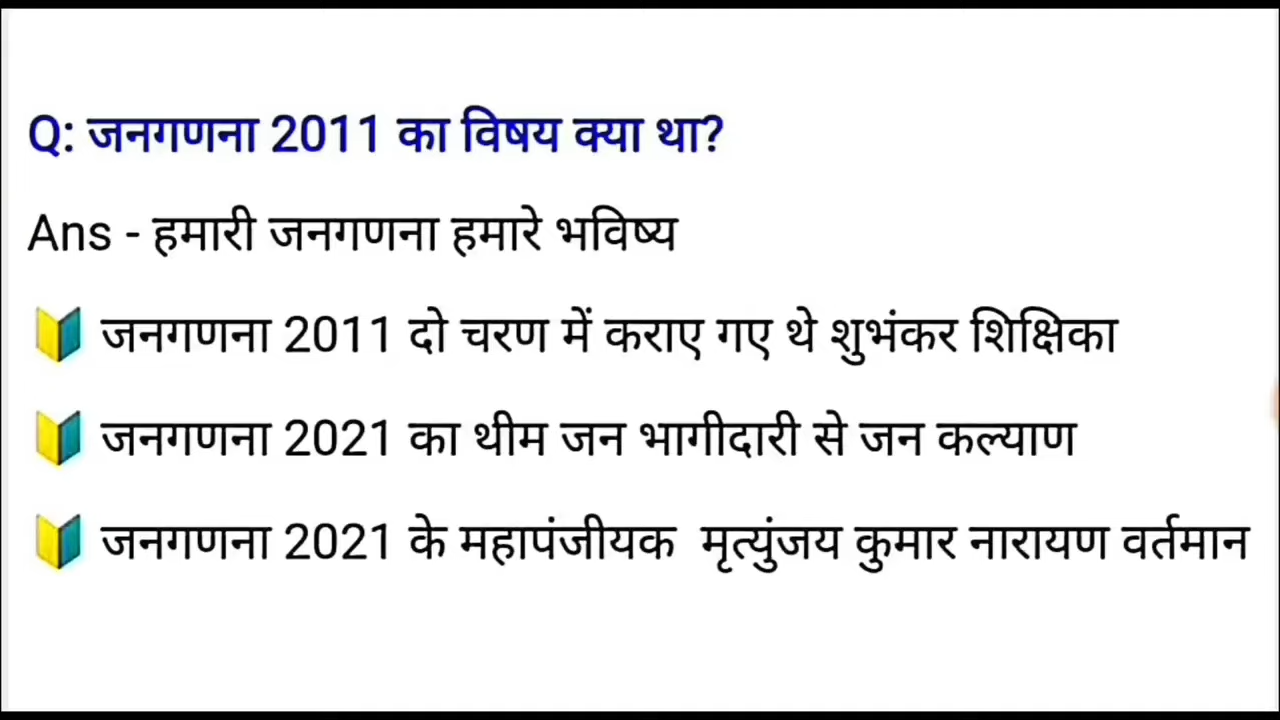 Q: जनगणना 2011 का विषय क्या था?
Ans - हमारी जनगणना हमारे भविष्य
🔰 जनगणना 2011 दो चरण में कराए गए थे शुभंकर शिक्षिका
🔰 जनगणना 2021 का थीम जन भागीदारी से जन कल्याण
🔰 जनगणना 2021 के महापंजीयक मृत्युंजय कुमार नारायण वर्तमान